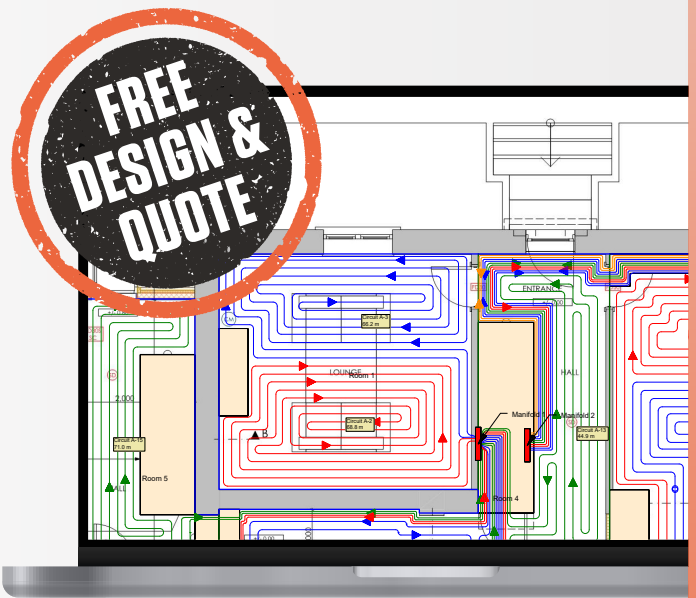 FREE
DESIGN &
QUOTE
ENTRANCE
Circuit A-3
66.2 m
LOUNGE
Room 1
HALL
2,000
Circuit A-2
68.8 m
Manifold 1
Manifold 2
B
Circuit A-15
71.0 m
Circuit A-13
44.9 m
Room 5
Room 4